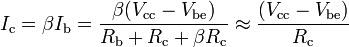 I_c = βI_b = β(V_cc − V_be) / (R_b + R_c + βR_c) ≈ (V_cc − V_be) / R_c